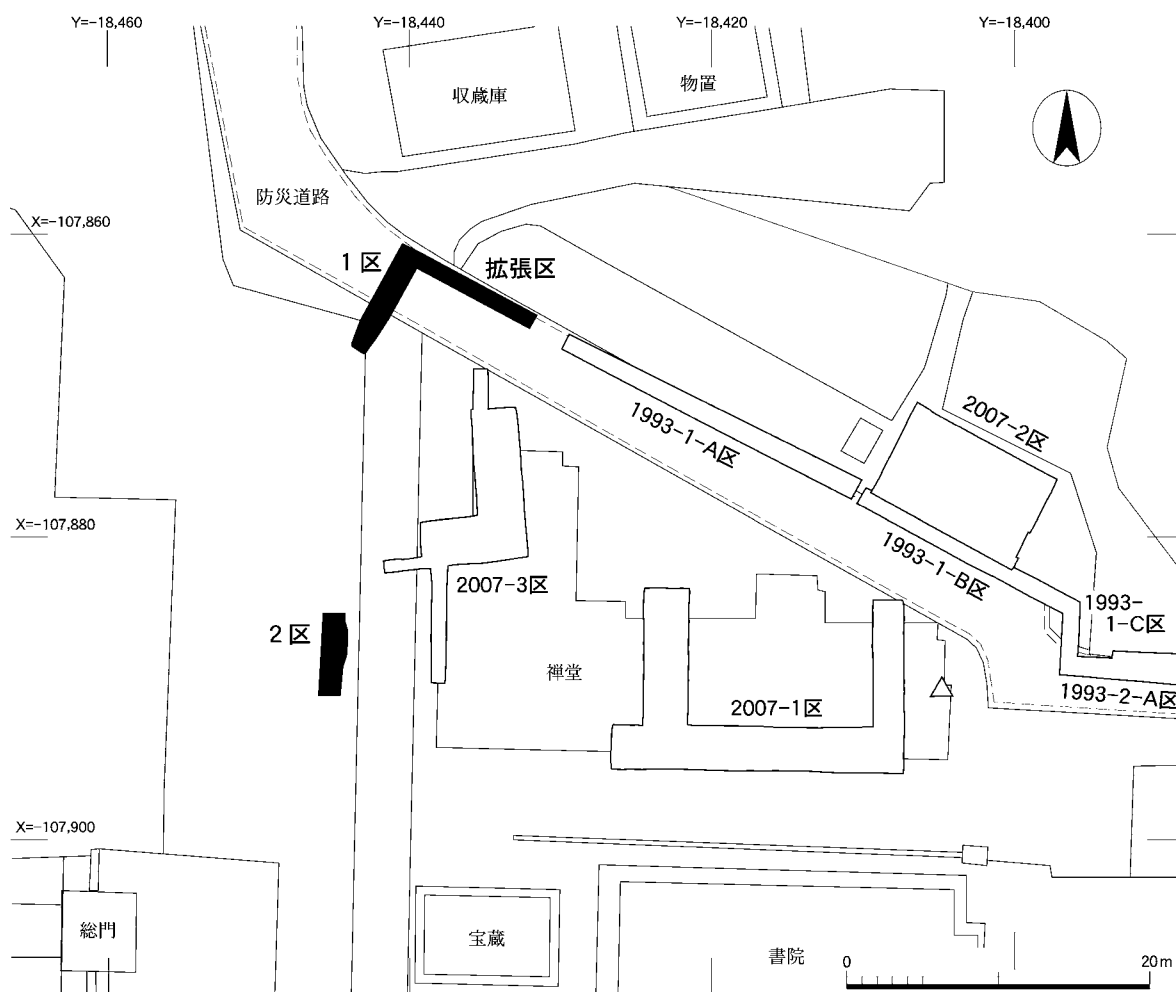 Y=−18,460
Y=−18,440
Y=−18,420
Y=−18,400
収蔵庫
物置
防災道路
X=−107,860
1区
拡張区
1993-1-A区
2007-2区
X=−107,880
1993-1-B区
2007-3区
1993-
1-C区
2区
禅堂
1993-2-A区
2007-1区
X=−107,900
総門
宝蔵
書院
0
20m